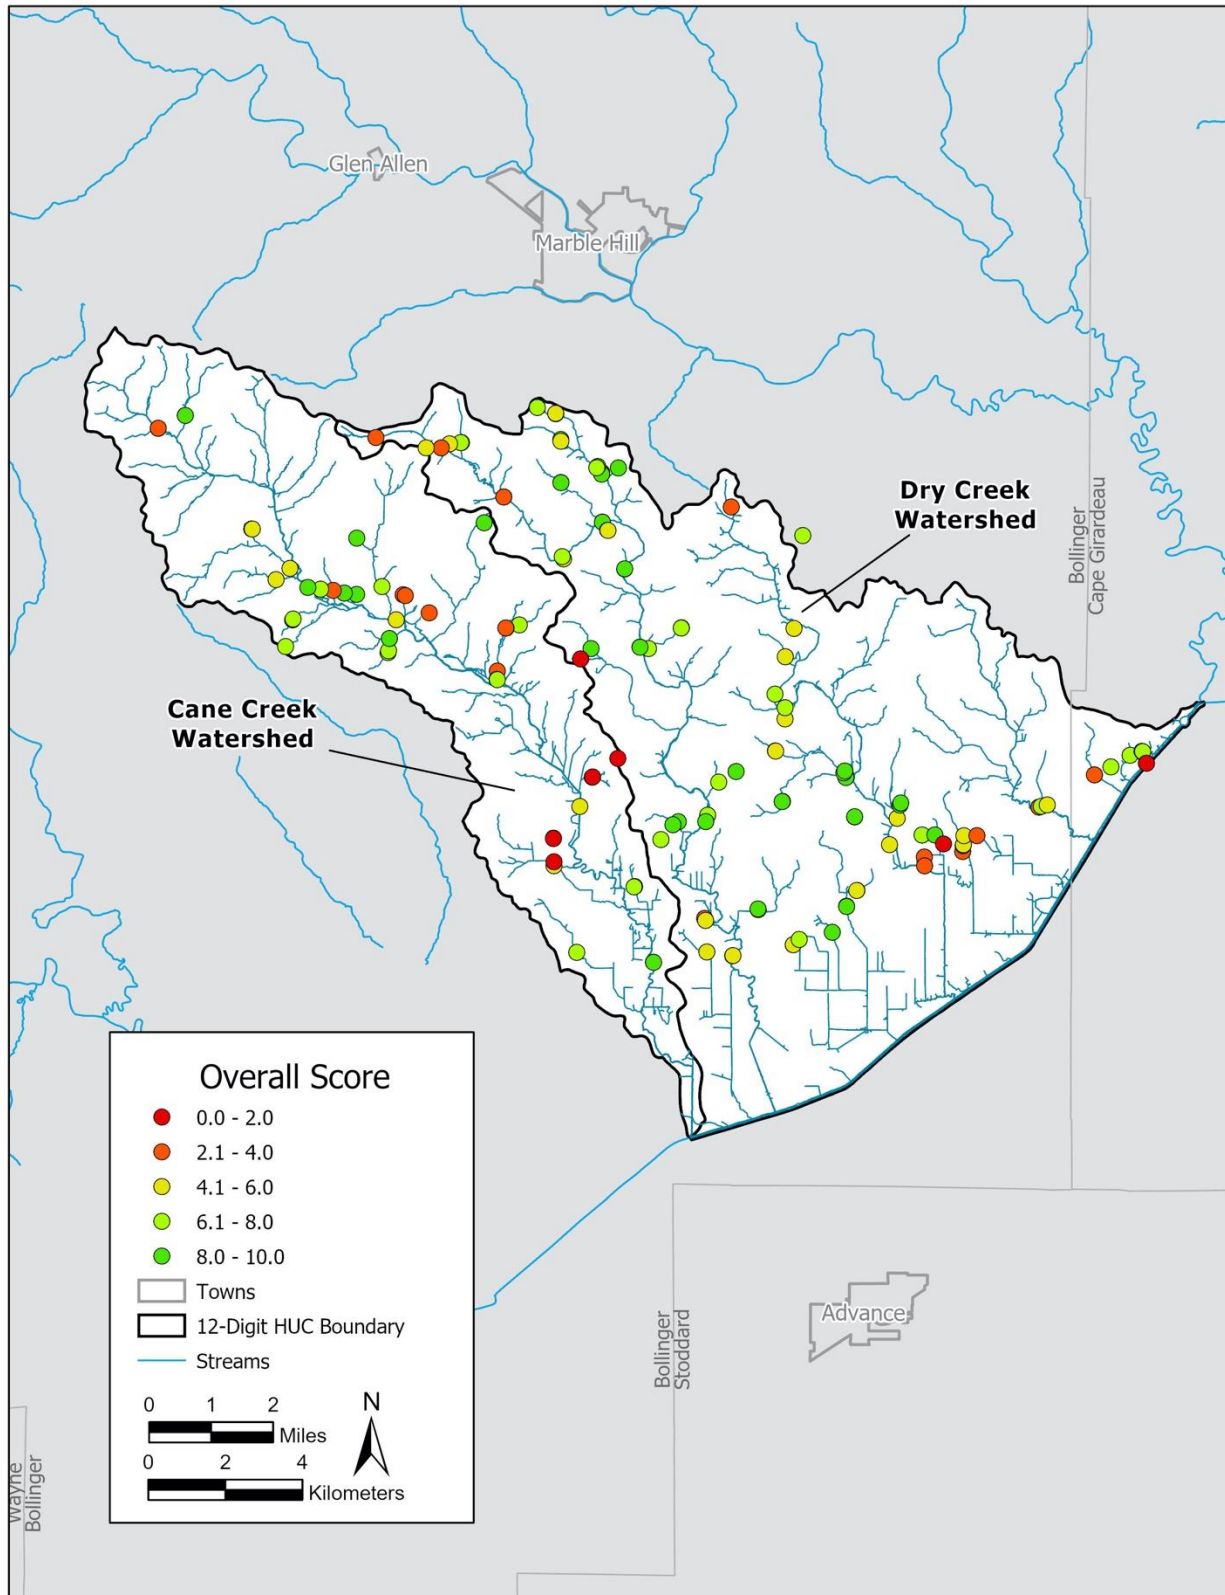 Glen Allen
Marble Hill
Dry Creek
Watershed
Bollinger
Cape Girardeau
Cane Creek
Watershed
Overall Score
0.0 - 2.0
2.1 - 4.0
4.1 - 6.0
6.1 - 8.0
8.0 - 10.0
Towns
12-Digit HUC Boundary
Streams
0 1 2
Miles
0 2 4
Kilometers
N
Bollinger
Stoddard
Advance
Wayne
Bollinger